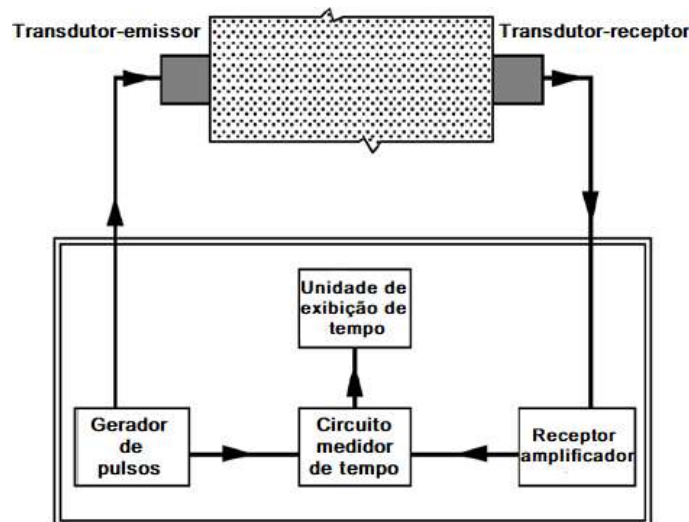 Transdutor-emissor
Transdutor-receptor
Unidade de
exibição de
tempo
Gerador
de
pulsos
Circuito
medidor
de tempo
Receptor
amplificador